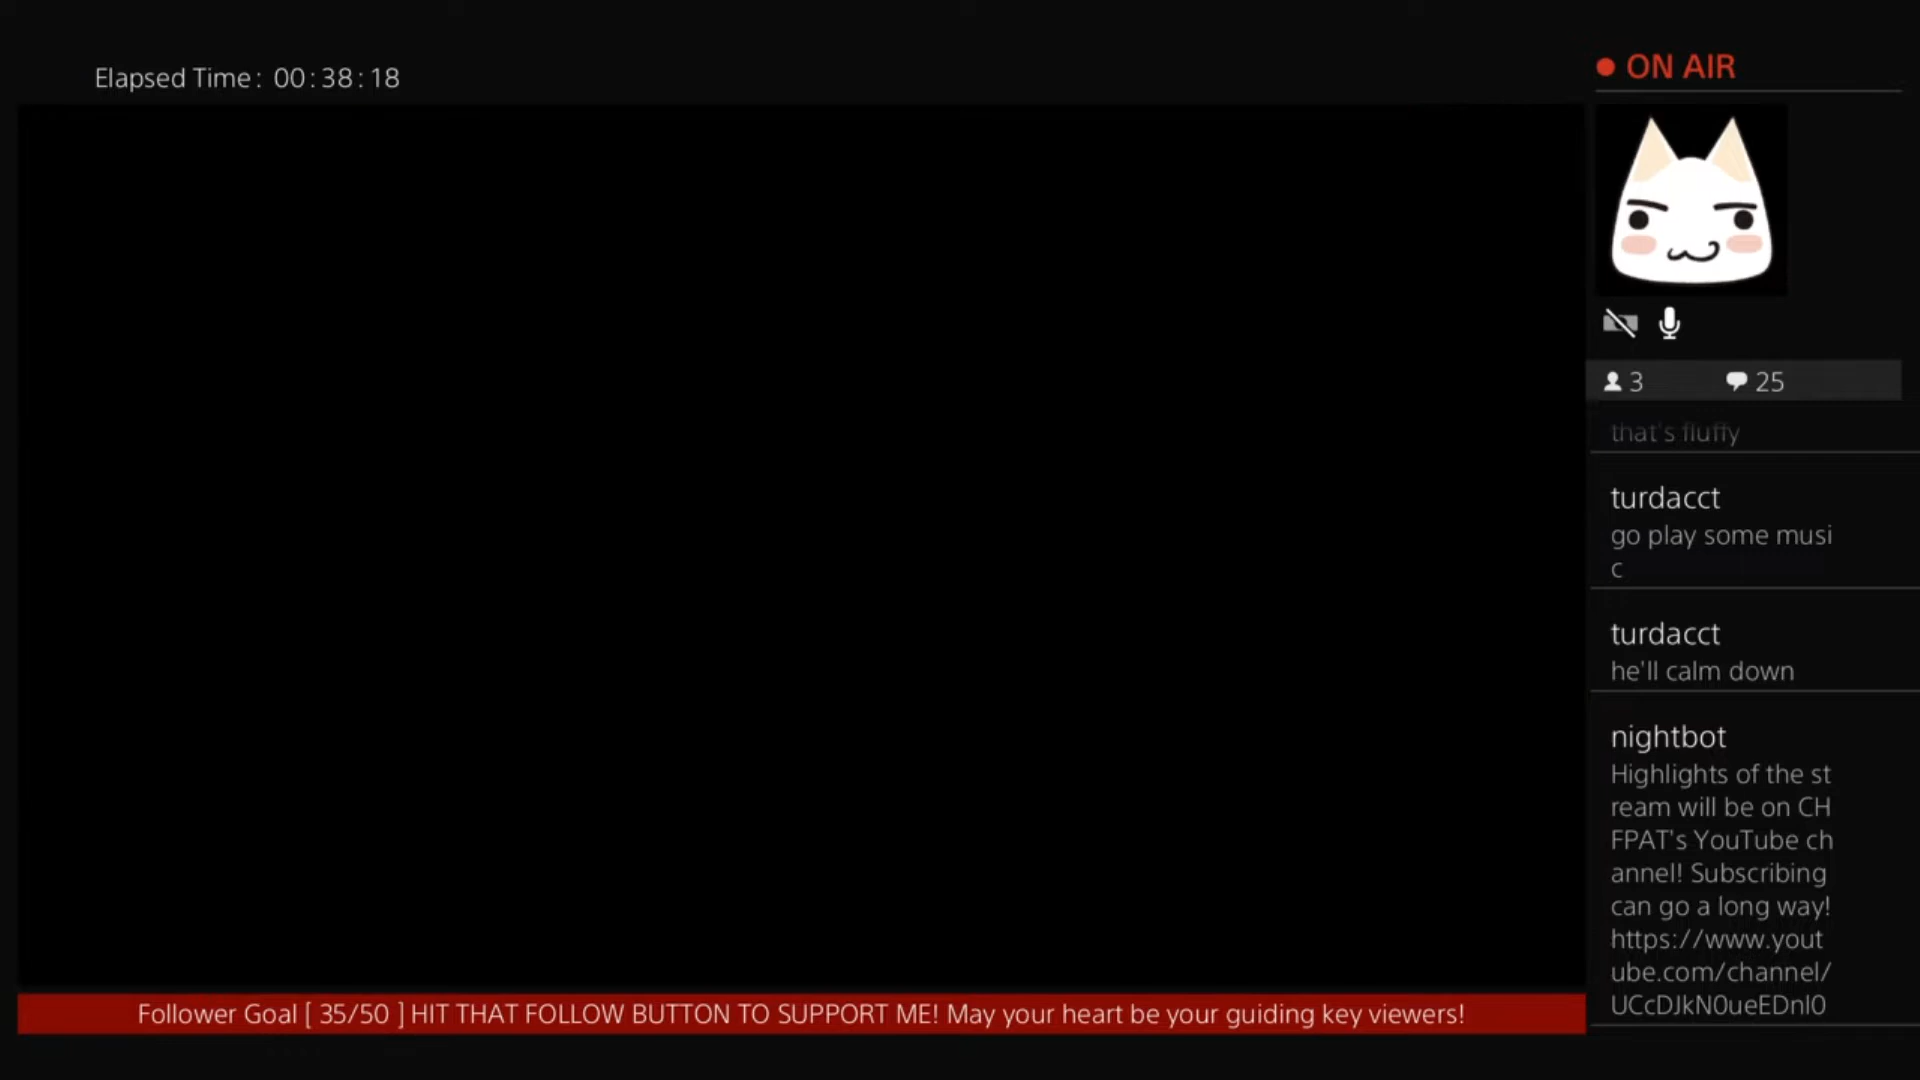 Elapsed Time: 00:38:18
ON AIR
3 25
that's fluffy
turdacct
go play some musi
c
turdacct
he'll calm down
nightbot
Highlights of the st
ream will be on CH
FPAT's YouTube ch
annel! Subscribing
can go a long way!
https://www.yout
ube.com/channel/
UCcDJkN0ueEDnl0
Follower Goal [ 35/50 ] HIT THAT FOLLOW BUTTON TO SUPPORT ME! May your heart be your guiding key viewers!